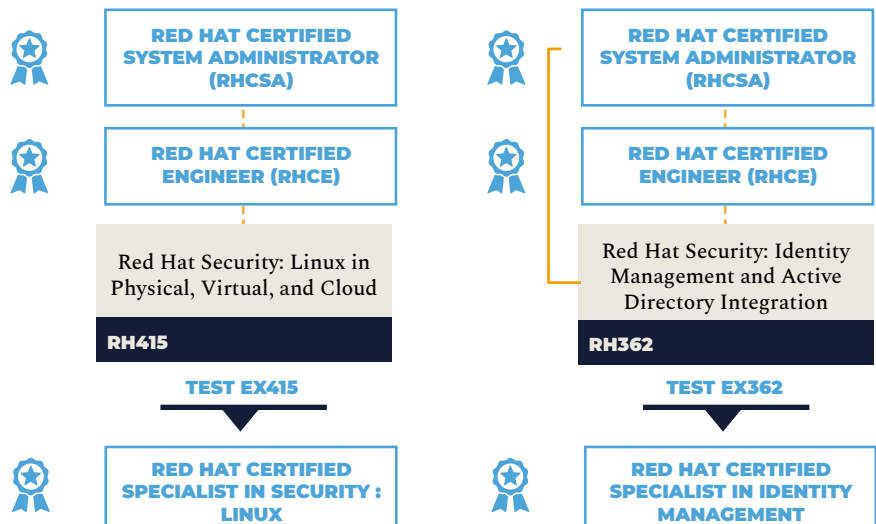 RED HAT CERTIFIED
SYSTEM ADMINISTRATOR
(RHCSA)
RED HAT CERTIFIED
ENGINEER (RHCE)
Red Hat Security: Linux in
Physical, Virtual, and Cloud
RH415
TEST EX415
RED HAT CERTIFIED
SPECIALIST IN SECURITY :
LINUX
RED HAT CERTIFIED
SYSTEM ADMINISTRATOR
(RHCSA)
RED HAT CERTIFIED
ENGINEER (RHCE)
Red Hat Security: Identity
Management and Active
Directory Integration
RH362
TEST EX362
RED HAT CERTIFIED
SPECIALIST IN IDENTITY
MANAGEMENT